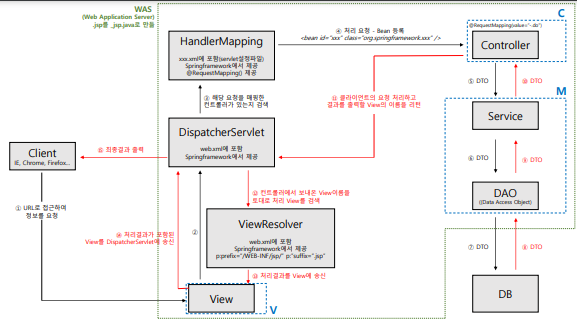 WAS
(Web Application Server)
.jsp를 _jsp.java로 만듦
HandlerMapping
xxx.xml에 포함(servlet설정파일)
Springframework에서 제공
@RequestMapping() 제공
④ 처리 요청 - Bean 등록
<bean id="xxx" class="org.springframework.xxx" />
C
@RequestMapping(value="~.do")
Controller
③ 해당 요청을 매핑한
컨트롤러가 있는지 검색
⑪ 클라이언트의 요청 처리하고
결과를 출력할 View의 이름을 리턴
⑤ DTO
⑩ DTO
M
Service
DispatcherServlet
web.xml에 포함
Springframework에서 제공
Client
IE, Chrome, Firefox...
⑮ 최종결과 출력
⑥ DTO
⑨ DTO
① URL로 접근하여
정보를 요청
⑫ 컨트롤러에서 보내온 View이름을
토대로 처리 View를 검색
DAO
(Data Access Object)
⑭ 처리결과가 포함된
View를 DispatcherServlet에 송신
②
ViewResolver
web.xml에 포함
Springframework에서 제공
p:prefix="/WEB-INF/jsp/" p:suffix=".jsp"
⑦ DTO
⑧ DTO
⑬ 처리결과를 View에 송신
View
V
DB